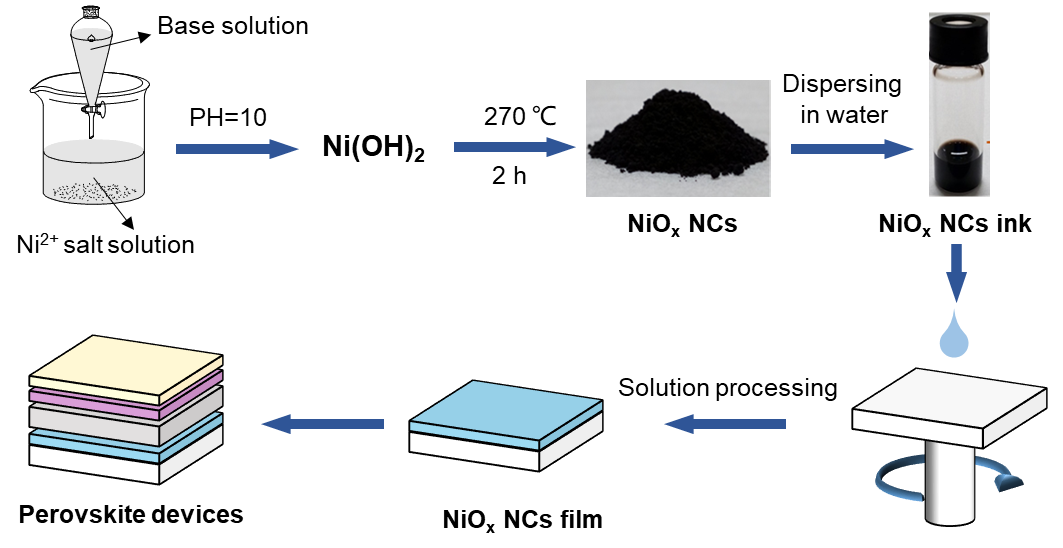 Base solution
PH=10
Ni(OH)₂
270 ℃
2 h
Dispersing
in water
Ni²⁺ salt solution
NiOₓ NCs
NiOₓ NCs ink
Solution processing
Perovskite devices
NiOₓ NCs film